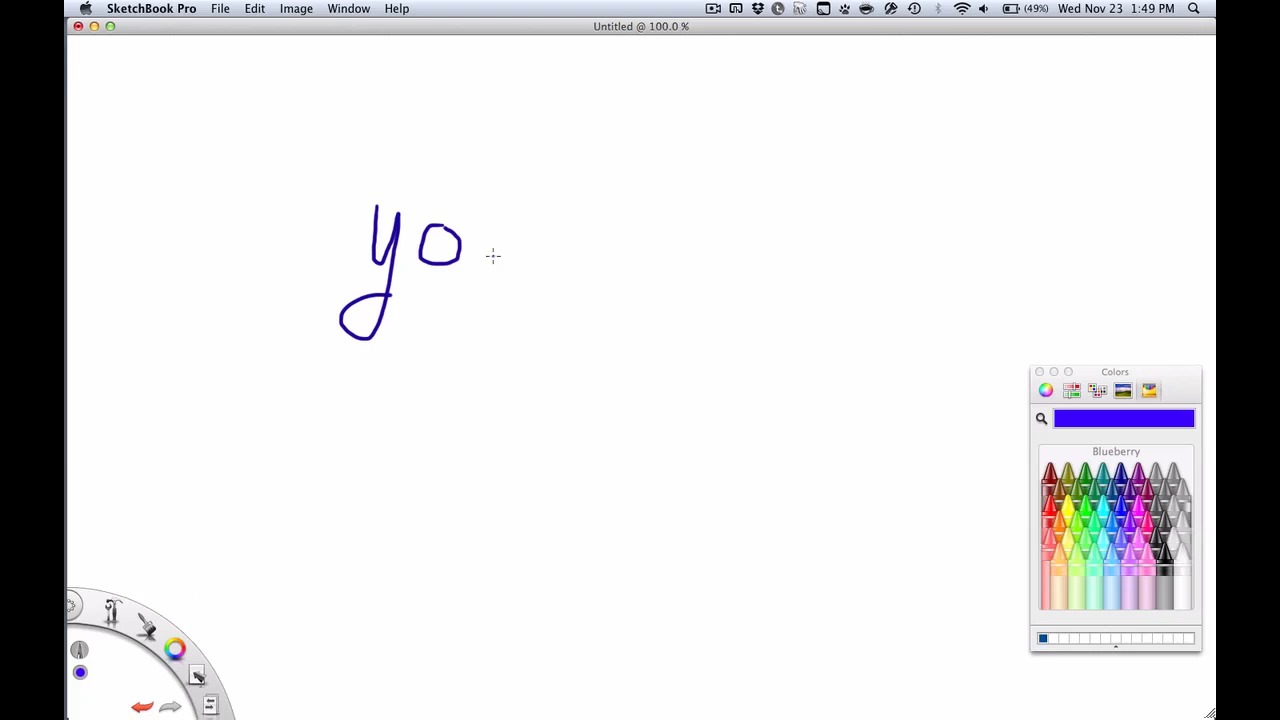 SketchBook Pro File Edit Image Window Help (49%) Wed Nov 23 1:49 PM
Untitled @ 100.0 %
yo
Colors
Blueberry